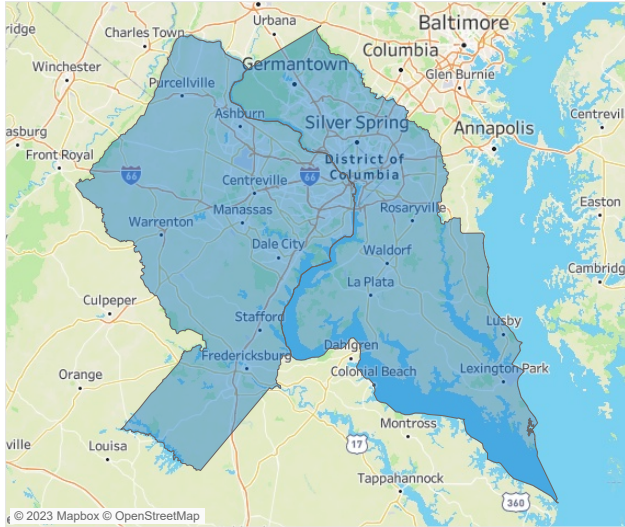 Urbana
Baltimore
ridge
Charles Town
Columbia
Winchester
Germantown
Glen Burnie
Purcellville
Ashburn
Silver Spring
Annapolis
Centrevil
asburg
Front Royal
District of
Columbia
66
Centreville
66
Easton
Manassas
Rosaryville
Warrenton
Dale City
Waldorf
Cambridg
La Plata
Culpeper
Stafford
Lusby
Dahlgren
Fredericksburg
Orange
Colonial Beach
Lexington Park
Montross
ville
Louisa
17
Tappahannock
360
© 2023 Mapbox © OpenStreetMap